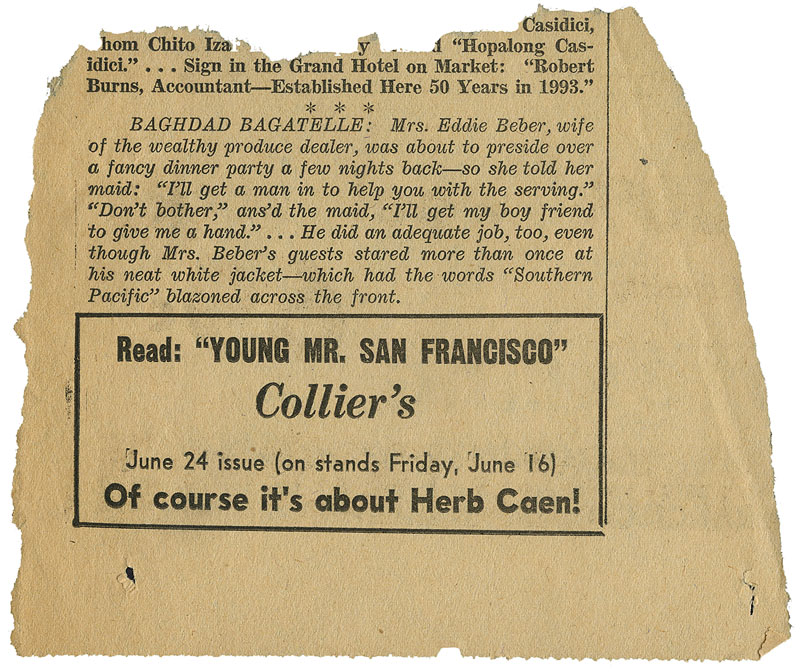 Casidici,
hom Chito Iza y "Hopalong Cas-
idici." . . . Sign in the Grand Hotel on Market: "Robert
Burns, Accountant—Established Here 50 Years in 1993."
* * *
BAGHDAD BAGATELLE: Mrs. Eddie Beber, wife
of the wealthy produce dealer, was about to preside over
a fancy dinner party a few nights back—so she told her
maid: "I'll get a man in to help you with the serving."
"Don't bother," ans'd the maid, "I'll get my boy friend
to give me a hand." . . . He did an adequate job, too, even
though Mrs. Beber's guests stared more than once at
his neat white jacket—which had the words "Southern
Pacific" blazoned across the front.
Read: "YOUNG MR. SAN FRANCISCO"
Collier's
June 24 issue (on stands Friday, June 16)
Of course it's about Herb Caen!